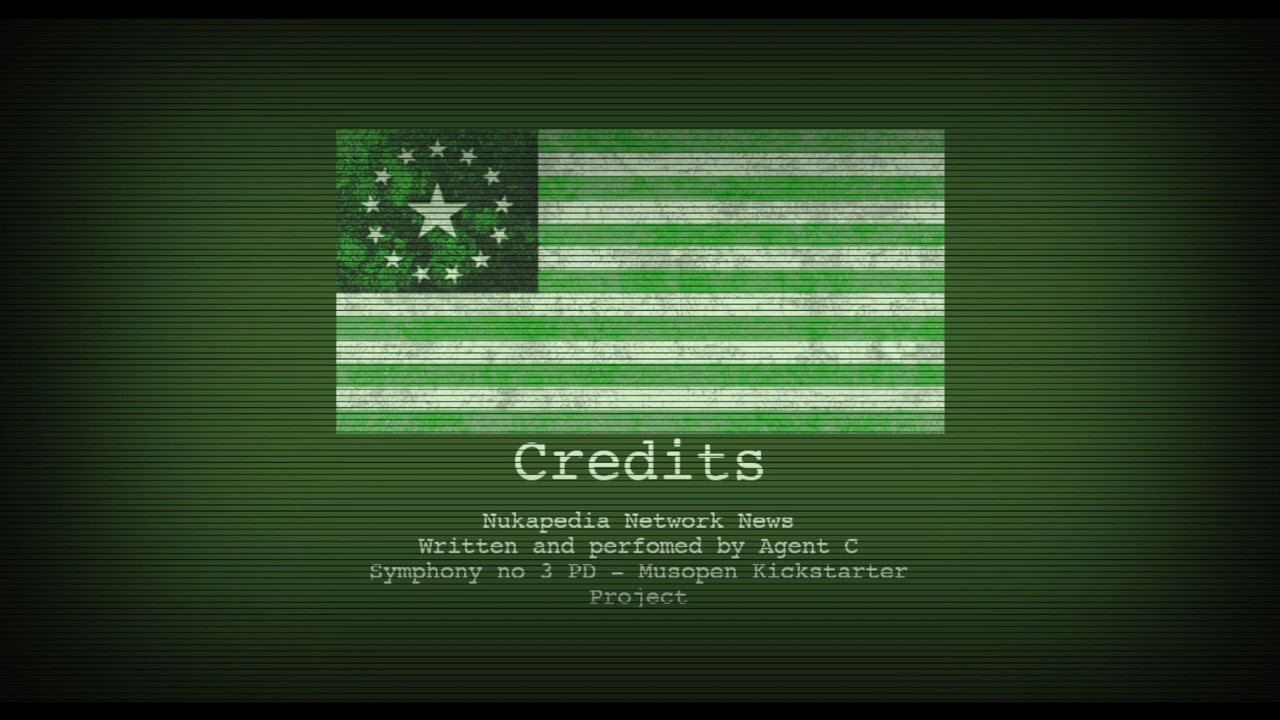 Credits
Nukapedia Network News
Written and perfomed by Agent C
Symphony no 3 PD - Musopen Kickstarter
Project